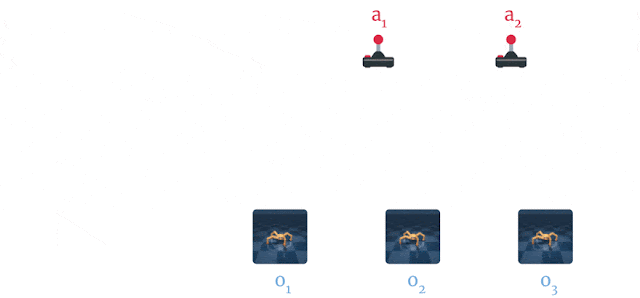 a₁ a₂
o₁ o₂ o₃